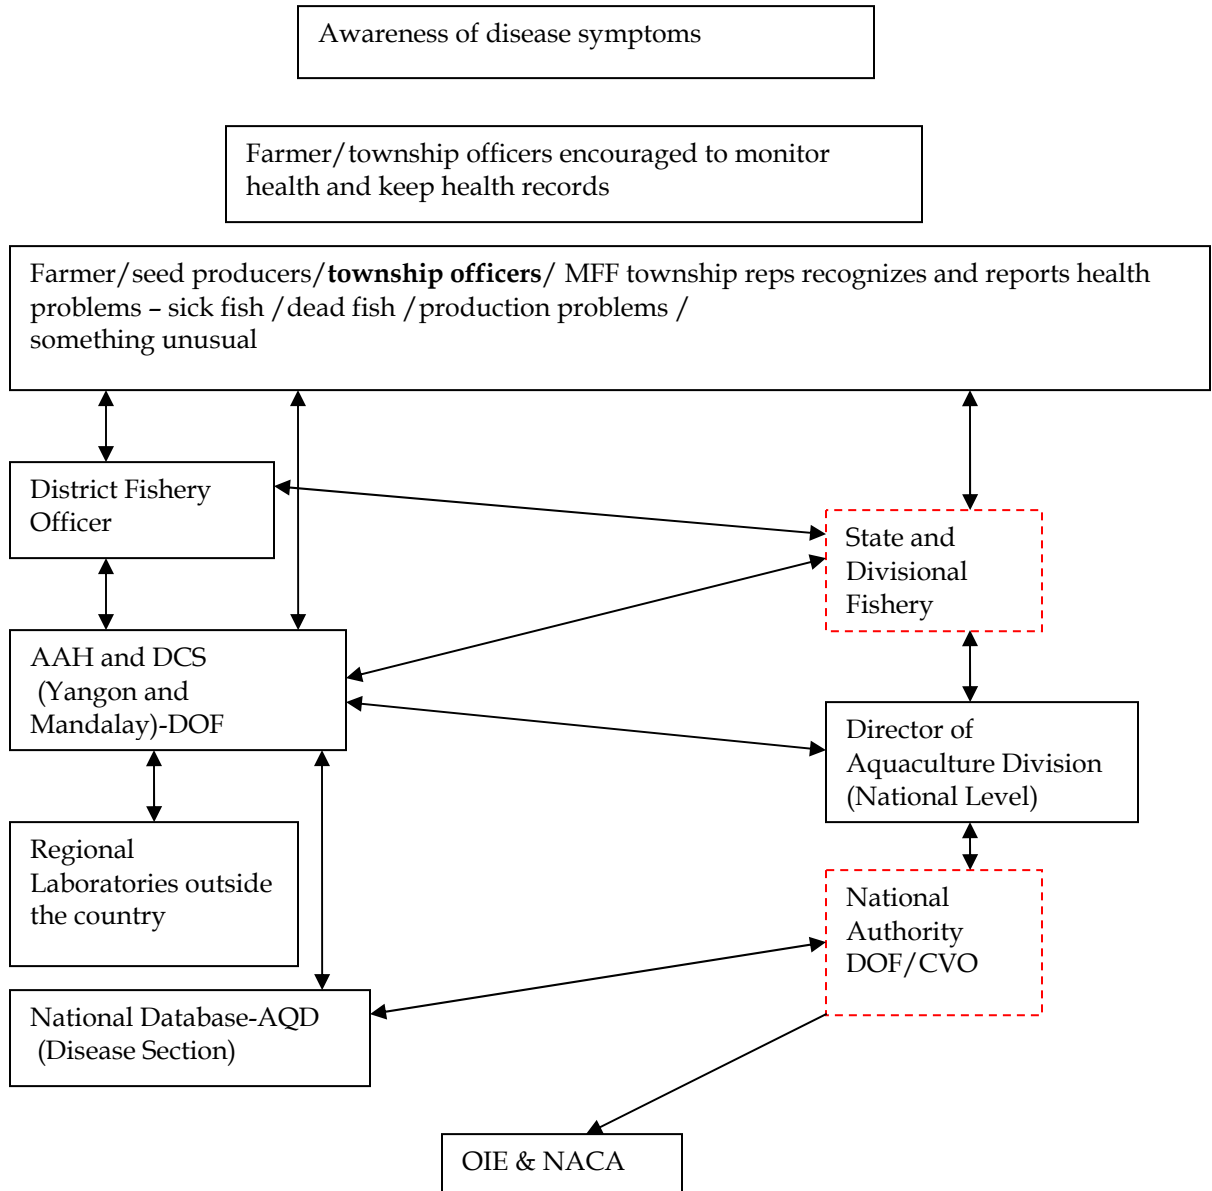 Awareness of disease symptoms
Farmer/township officers encouraged to monitor
health and keep health records
Farmer/seed producers/township officers/ MFF township reps recognizes and reports health
problems – sick fish /dead fish /production problems /
something unusual
District Fishery
Officer
State and
Divisional
Fishery
AAH and DCS
(Yangon and
Mandalay)-DOF
Director of
Aquaculture Division
(National Level)
Regional
Laboratories outside
the country
National
Authority
DOF/CVO
National Database-AQD
(Disease Section)
OIE & NACA